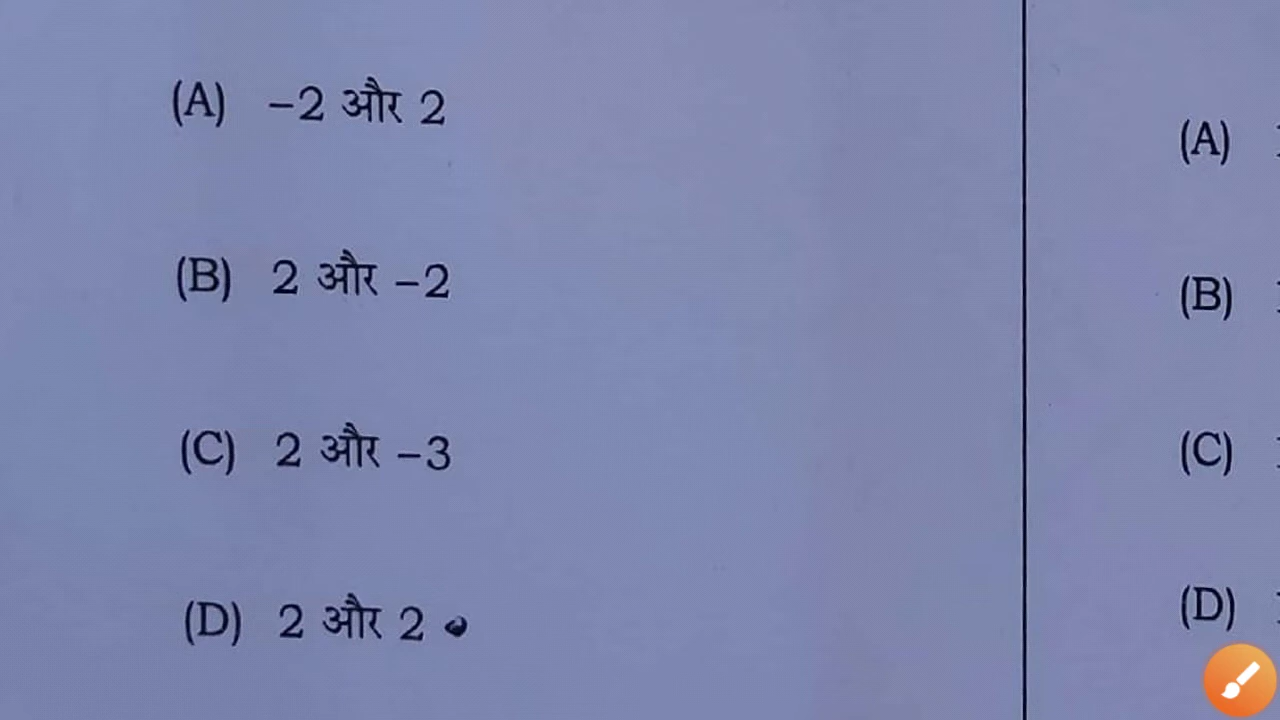 (A) −2 और 2
(B) 2 और −2
(C) 2 और −3
(D) 2 और 2
(A)
(B)
(C)
(D)